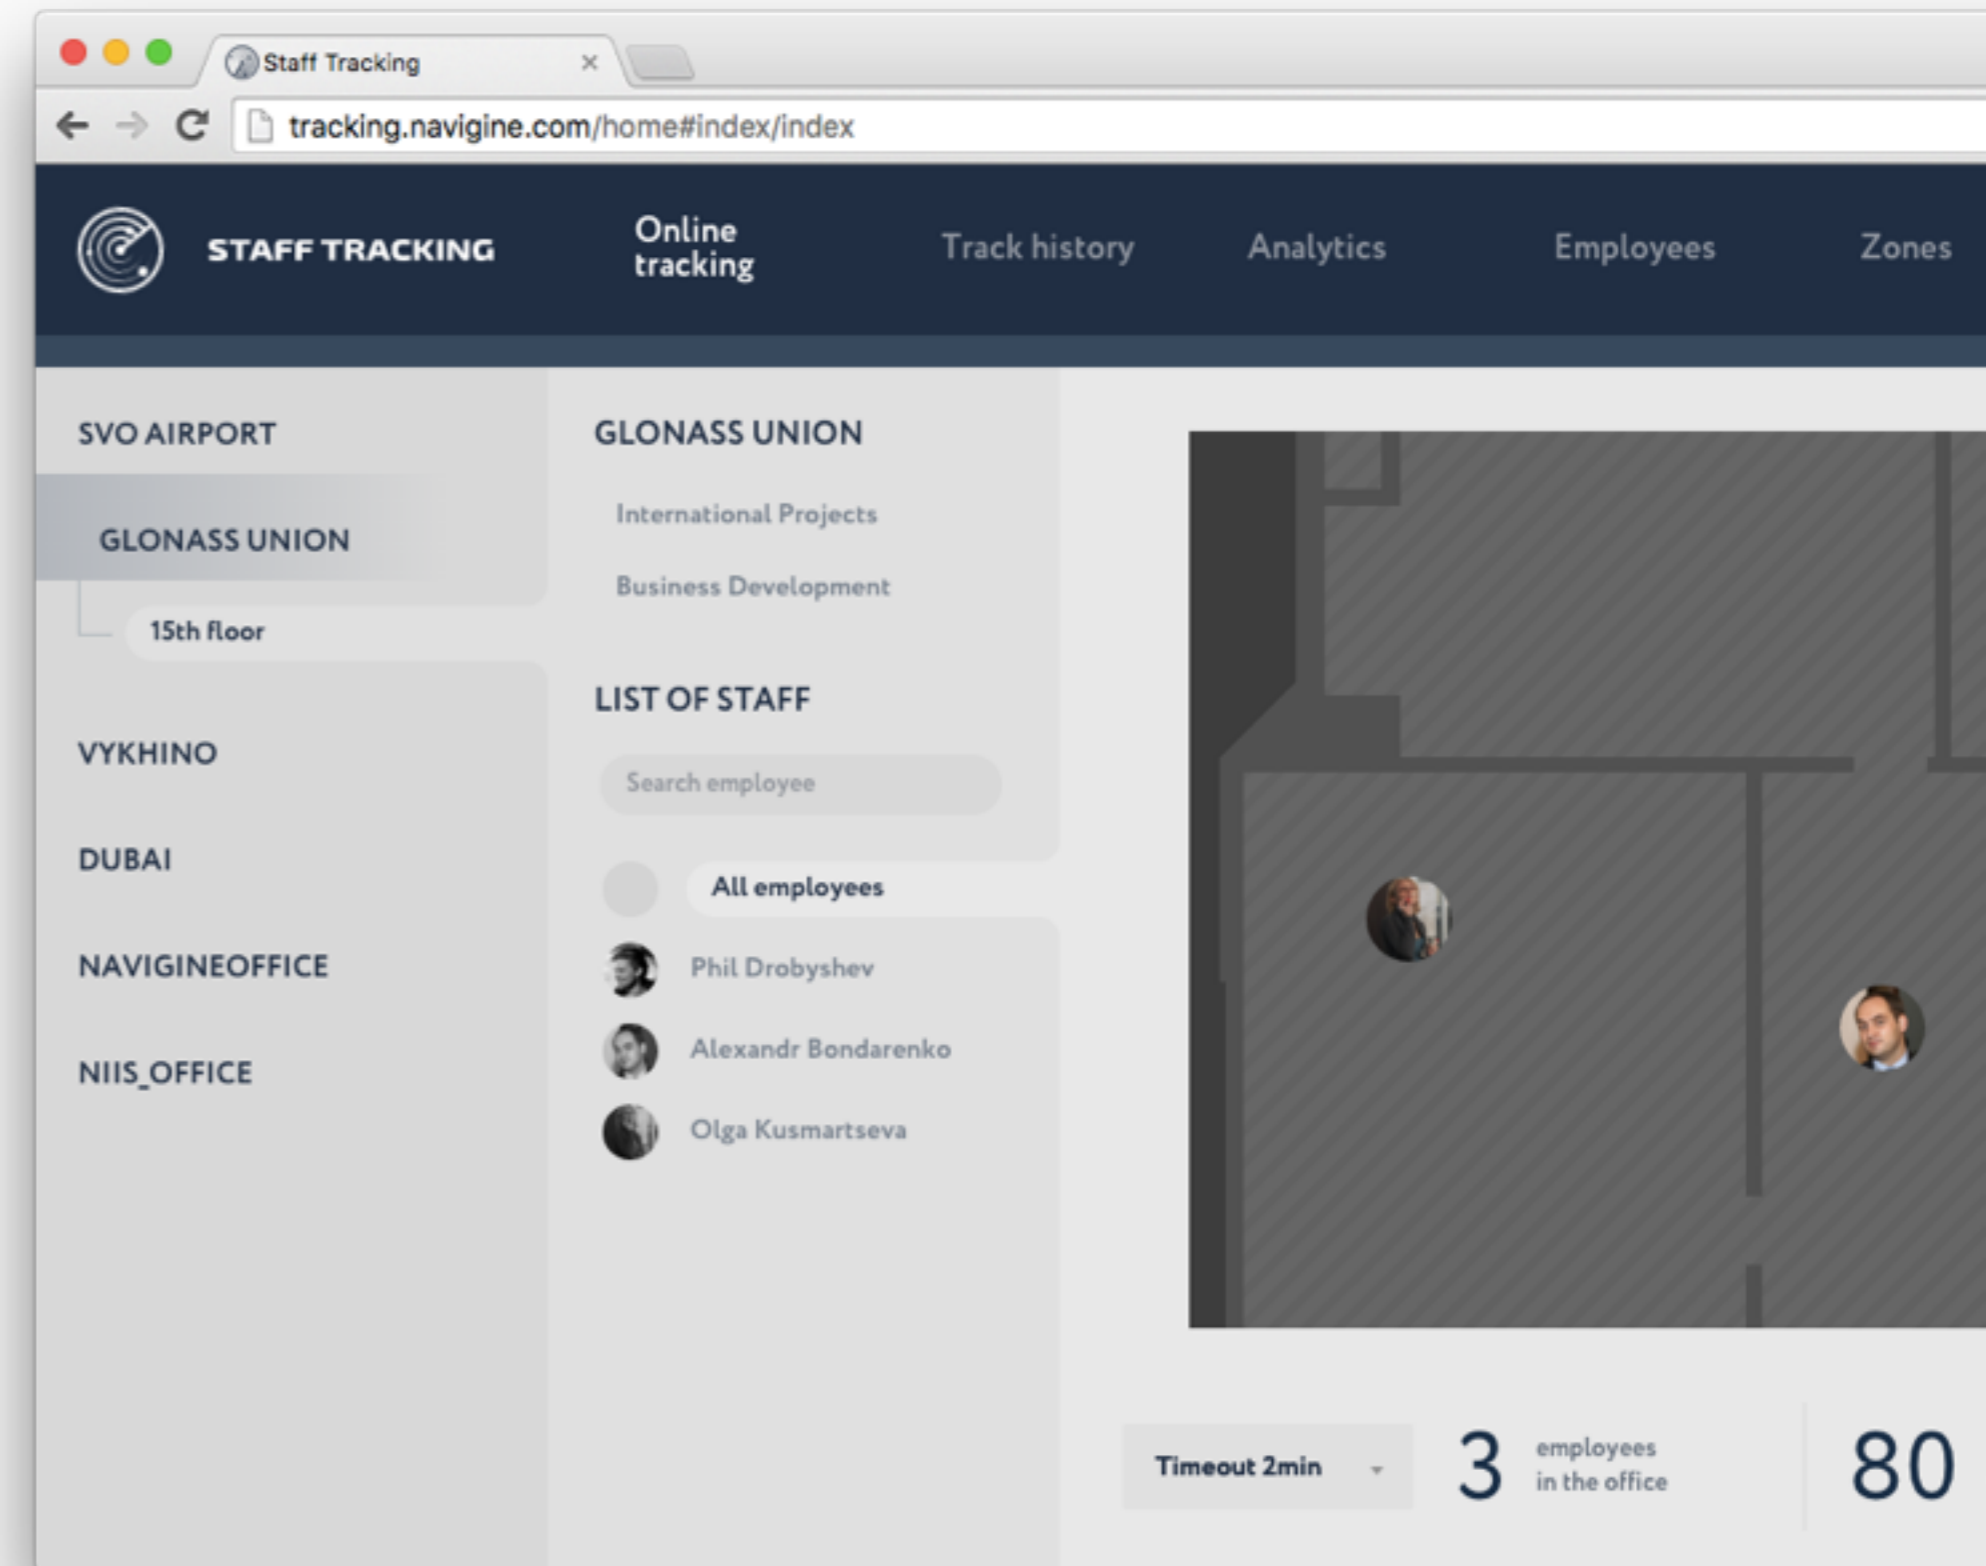 Staff Tracking
tracking.navigine.com/home#index/index
STAFF TRACKING
Online
tracking
Track history
Analytics
Employees
Zones
SVO AIRPORT
GLONASS UNION
15th floor
VYKHINO
DUBAI
NAVIGINEOFFICE
NIIS_OFFICE
GLONASS UNION
International Projects
Business Development
LIST OF STAFF
Search employee
All employees
Phil Drobyshev
Alexandr Bondarenko
Olga Kusmartseva
Timeout 2min
3
employees
in the office
80